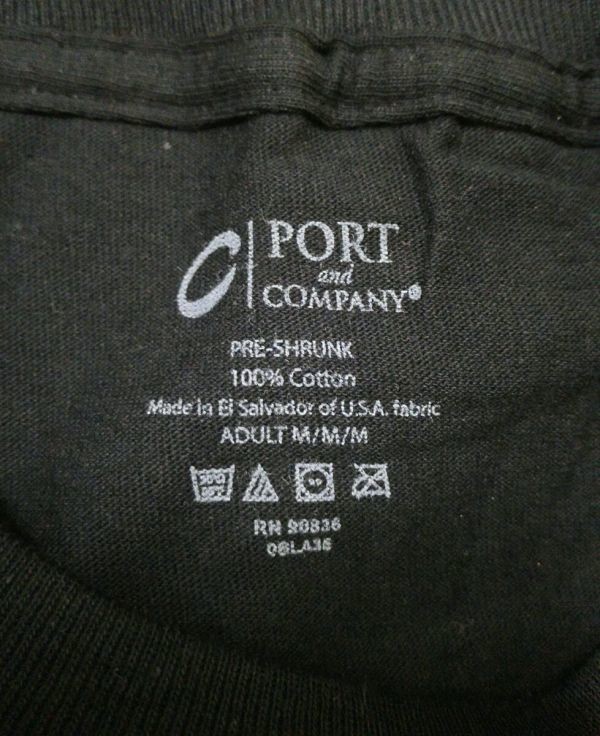 PORT
and
COMPANY®
PRE-SHRUNK
100% Cotton
Made in El Salvador of U.S.A. fabric
ADULT M/M/M
RN 90836